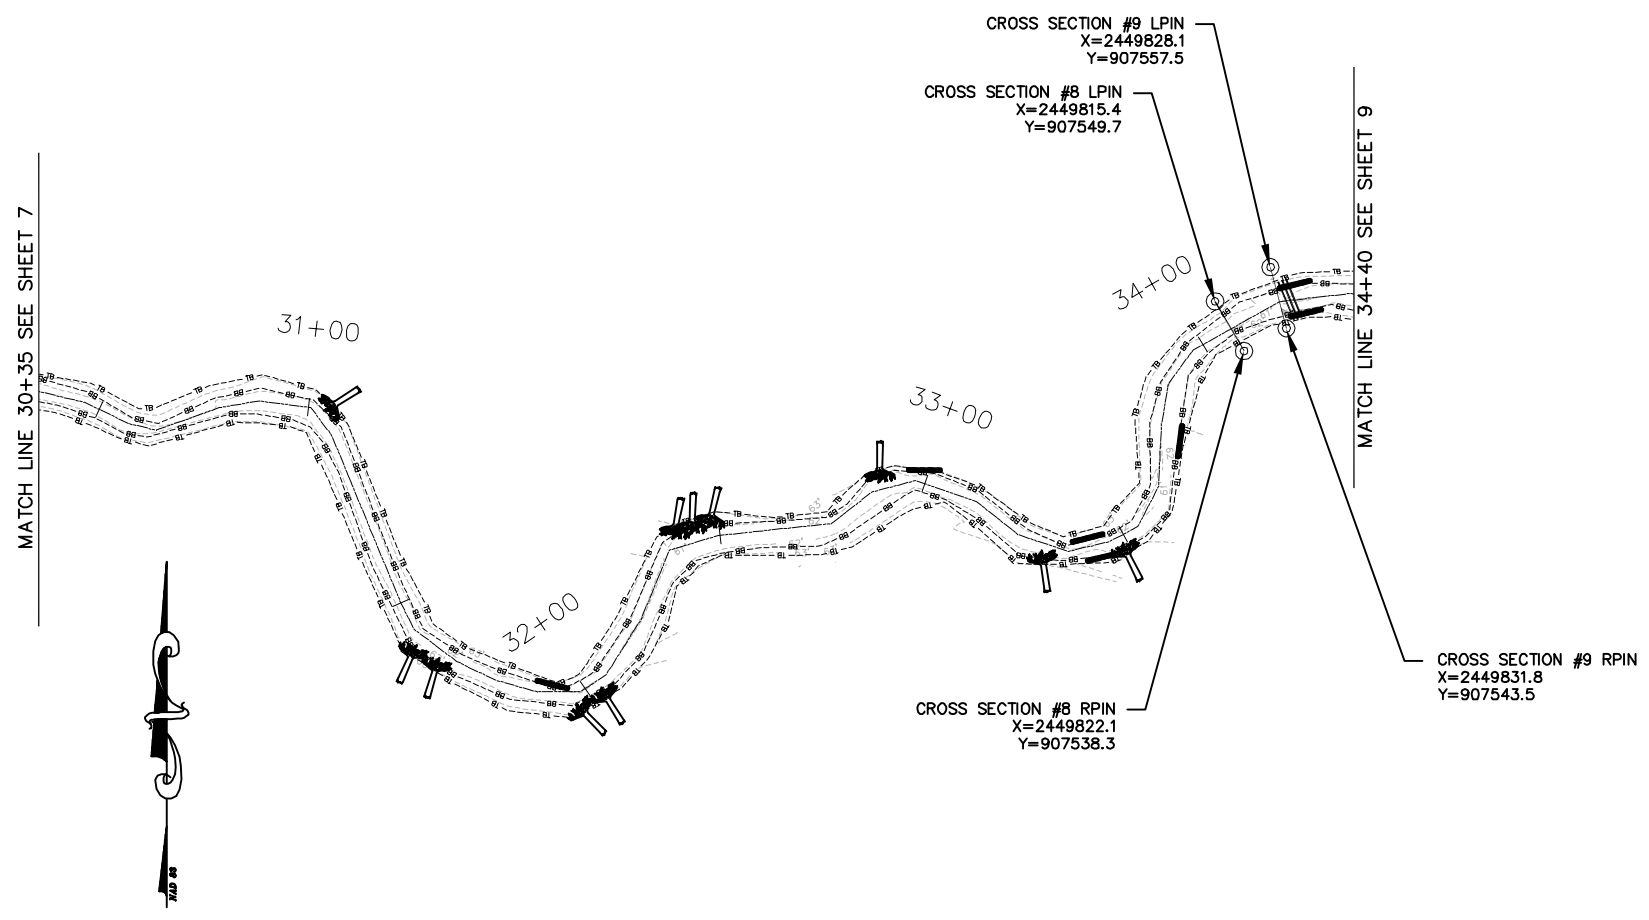 CROSS SECTION #9 LPIN
X=2449828.1
Y=907557.5
CROSS SECTION #8 LPIN
X=2449815.4
Y=907549.7
MATCH LINE 30+35 SEE SHEET 7
31+00
32+00
33+00
34+00
MATCH LINE 34+40 SEE SHEET 9
CROSS SECTION #8 RPIN
X=2449822.1
Y=907538.3
CROSS SECTION #9 RPIN
X=2449831.8
Y=907543.5
NAD 83